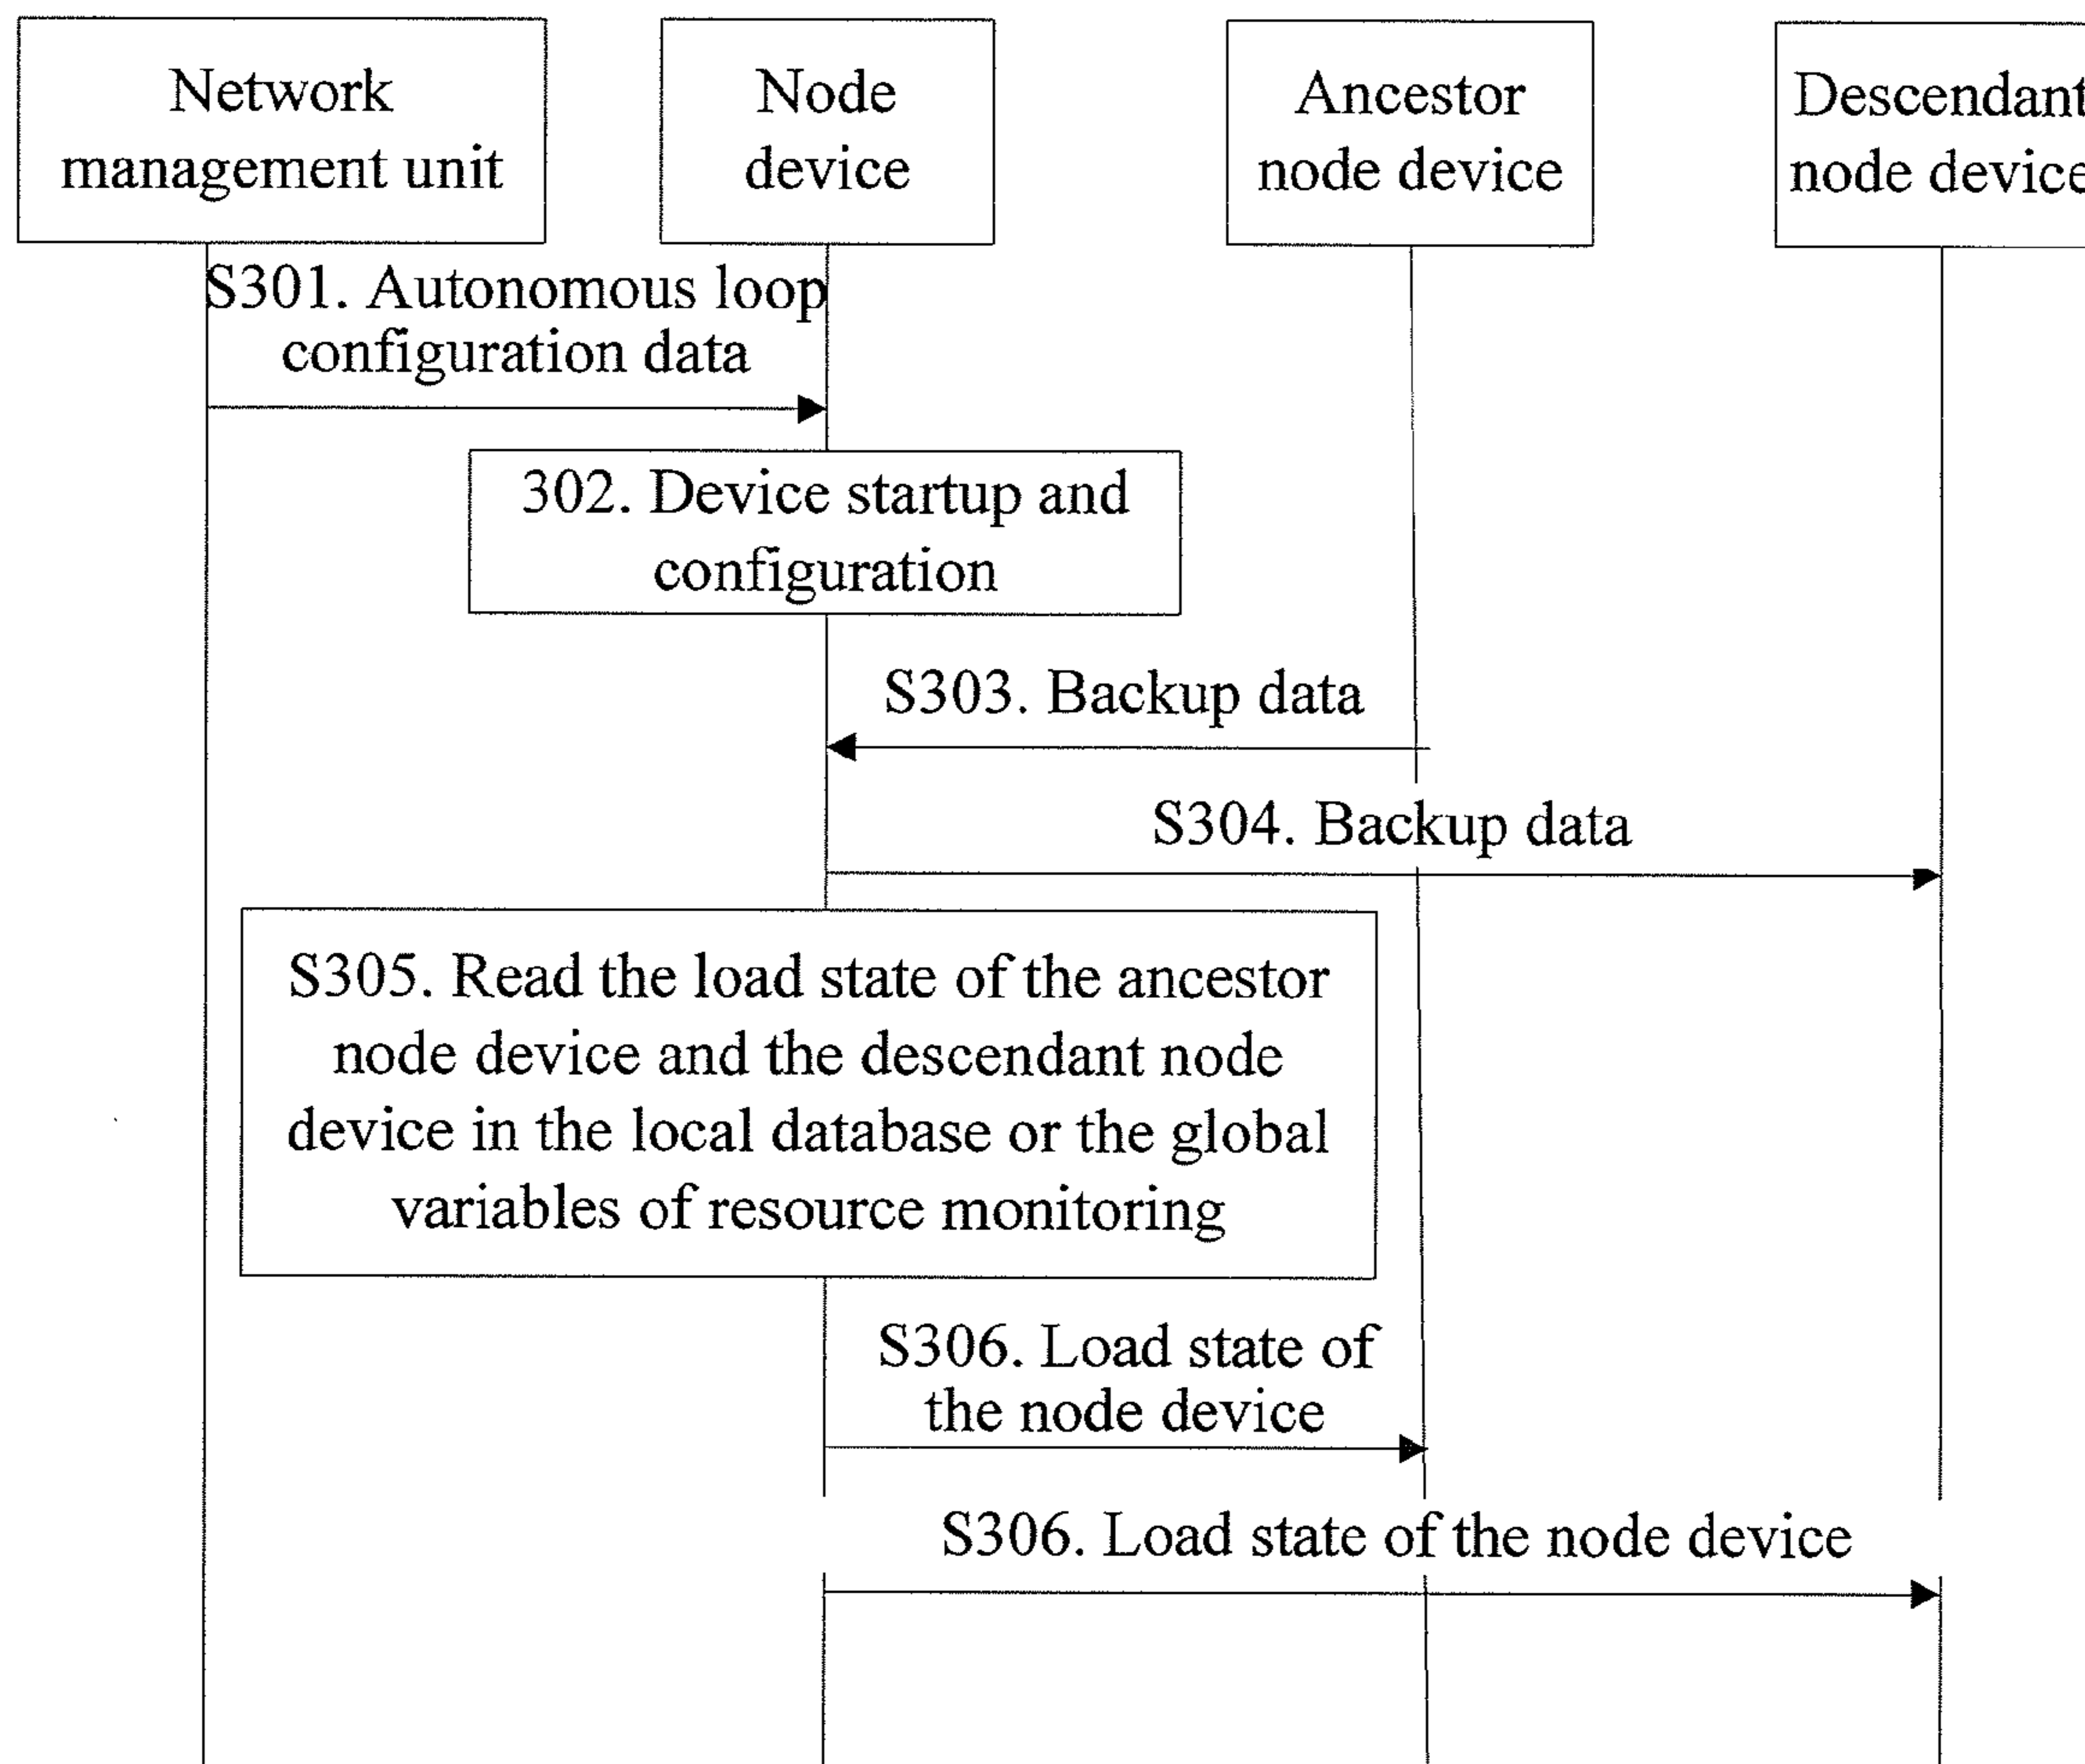 Network
management unit
Node
device
Ancestor
node device
Descendant
node device
S301. Autonomous loop
configuration data
302. Device startup and
configuration
S303. Backup data
S304. Backup data
S305. Read the load state of the ancestor
node device and the descendant node
device in the local database or the global
variables of resource monitoring
S306. Load state of
the node device
S306. Load state of the node device